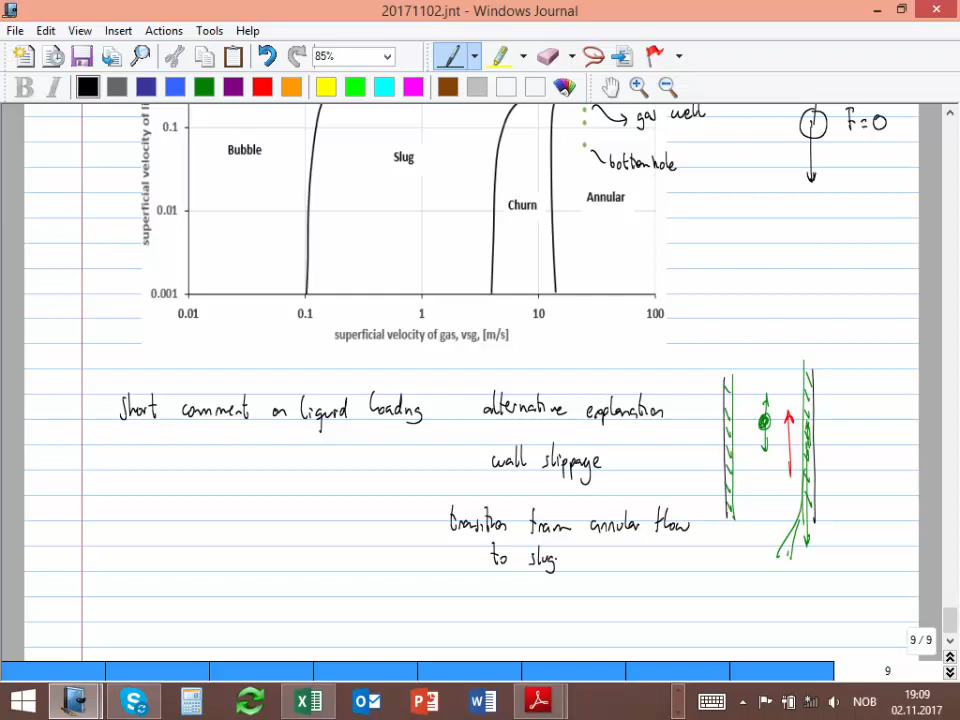 20171102.jnt - Windows Journal
File Edit View Insert Actions Tools Help
85%
B I
superficial velocity of
0.1
0.01
0.001
Bubble
Slug
Churn
Annular
gas well
bottomhole
F=0
0.01 0.1 1 10 100
superficial velocity of gas, vsg, [m/s]
short comment on liquid loading
alternative explanation
wall slippage
transition from annular flow
to slug
9 / 9
9
NOB
19:09
02.11.2017